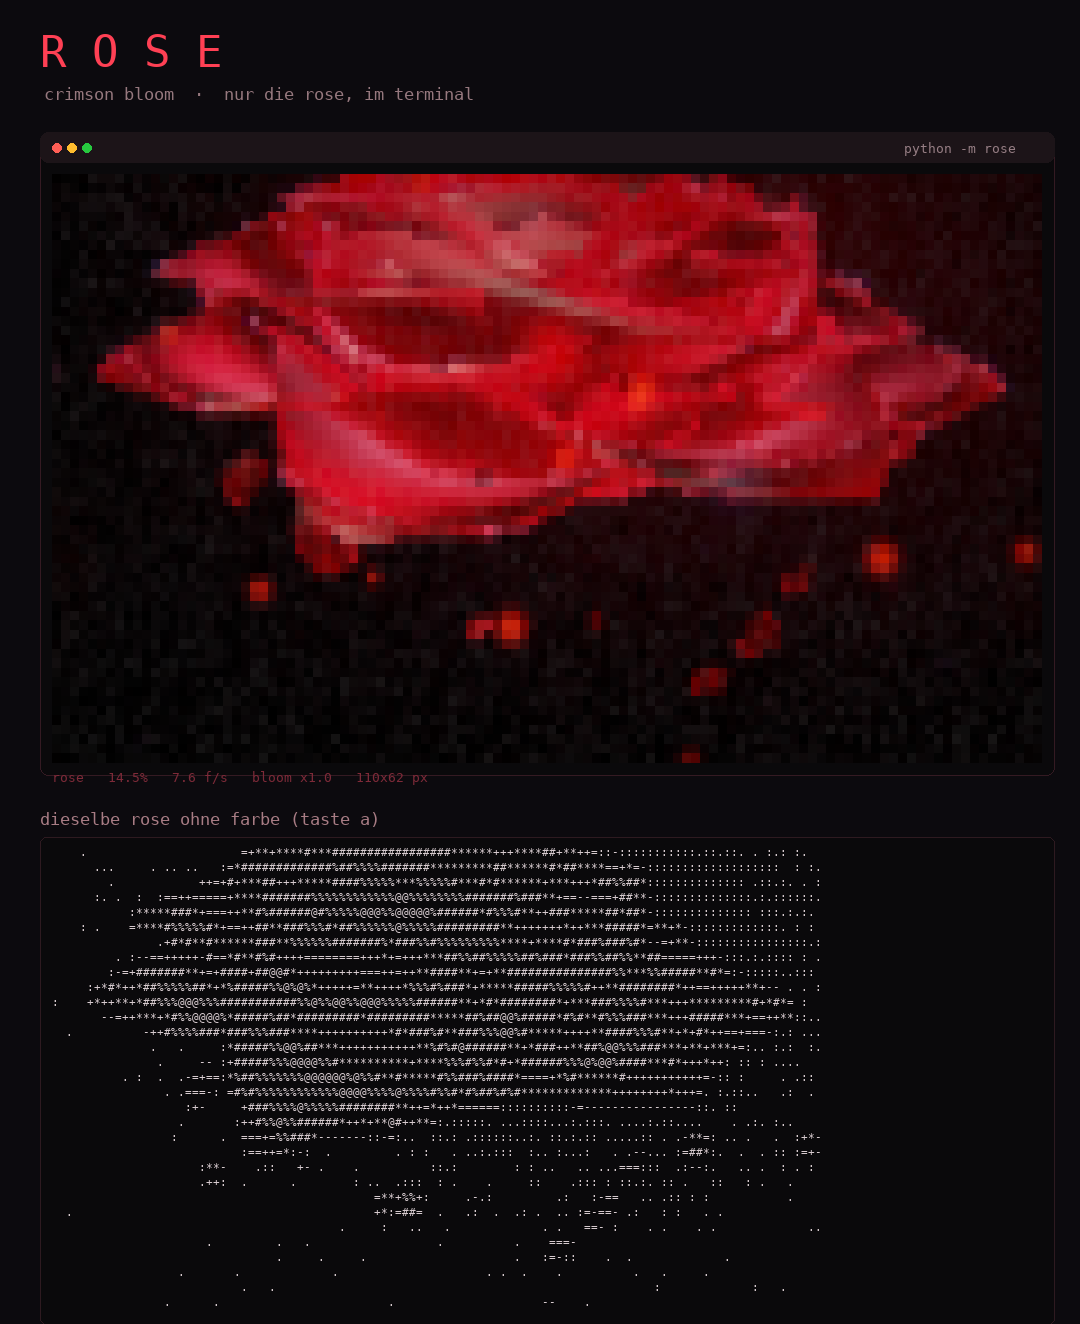 R O S E
crimson bloom · nur die rose, im terminal
python -m rose
rose 14.5% 7.6 f/s bloom x1.0 110x62 px
dieselbe rose ohne farbe (taste a)